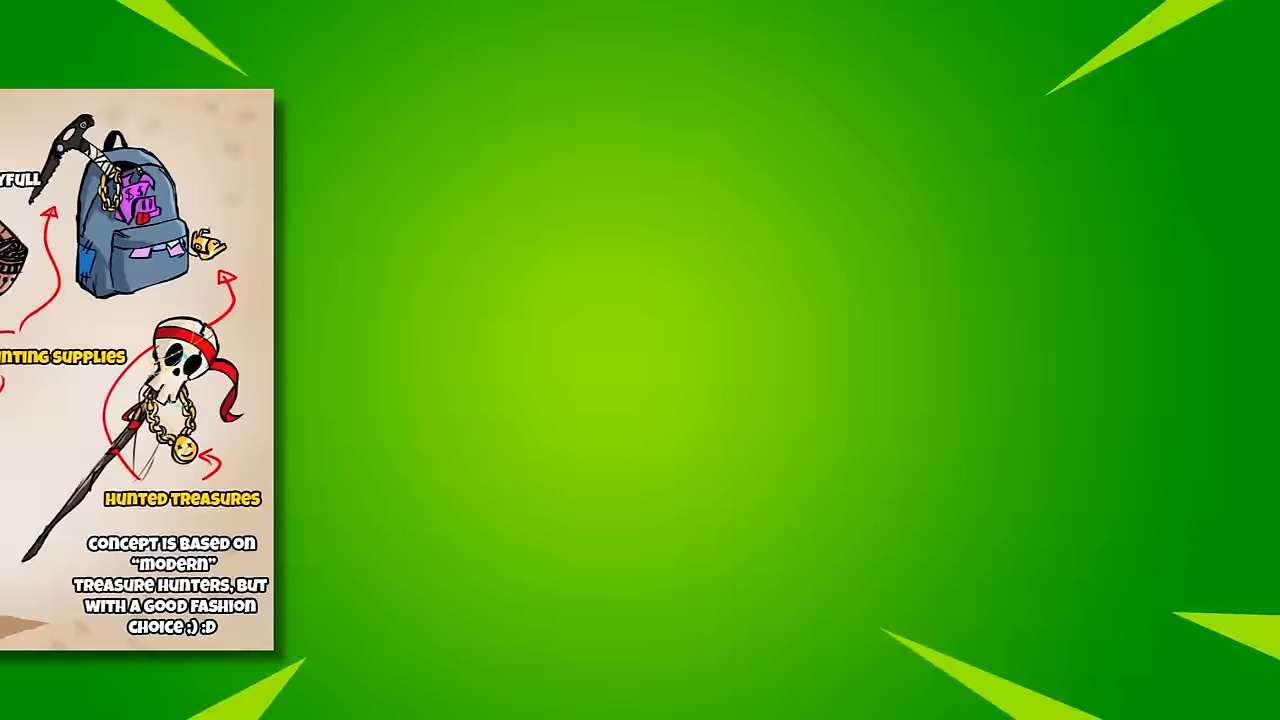 YFULL
NTING SUPPLIES
HUNTED TREASURES
CONCEPT IS BASED ON
“MODERN”
TREASURE HUNTERS, BUT
WITH A GOOD FASHION
CHOICE ;) :D